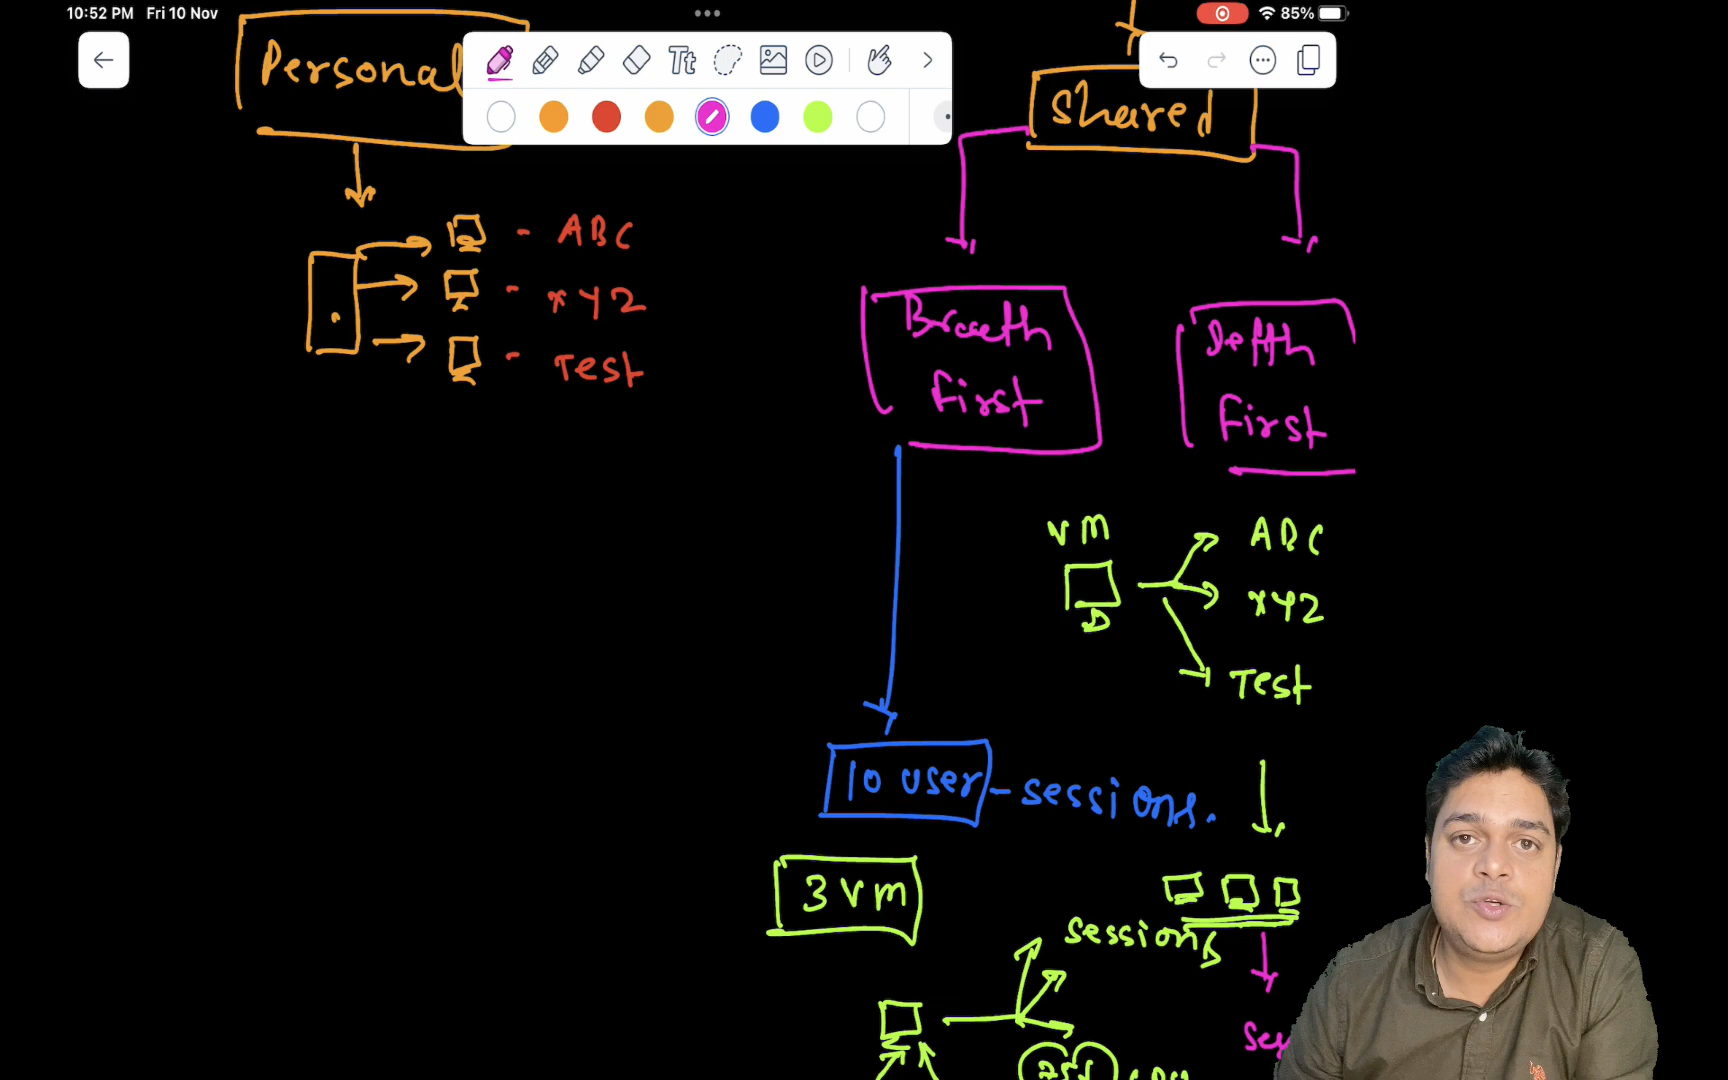 10:52 PM Fri 10 Nov
85%
Personal
Tt
Shared
- ABC
- XYZ
- Test
Breath
First
Depth
First
VM
ABC
XYZ
Test
10 user - sessions.
3 VM
sessions